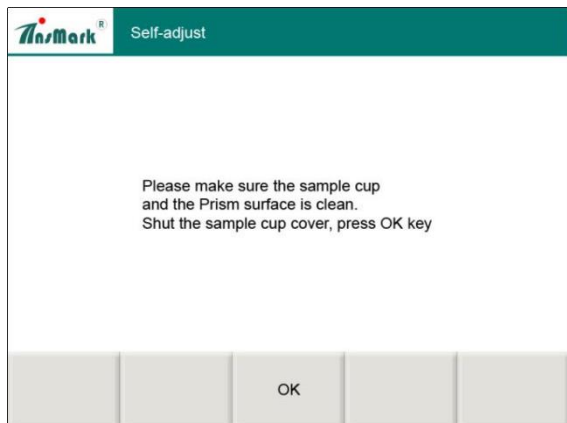 InsMark®
Self-adjust
Please make sure the sample cup
and the Prism surface is clean.
Shut the sample cup cover, press OK key
OK